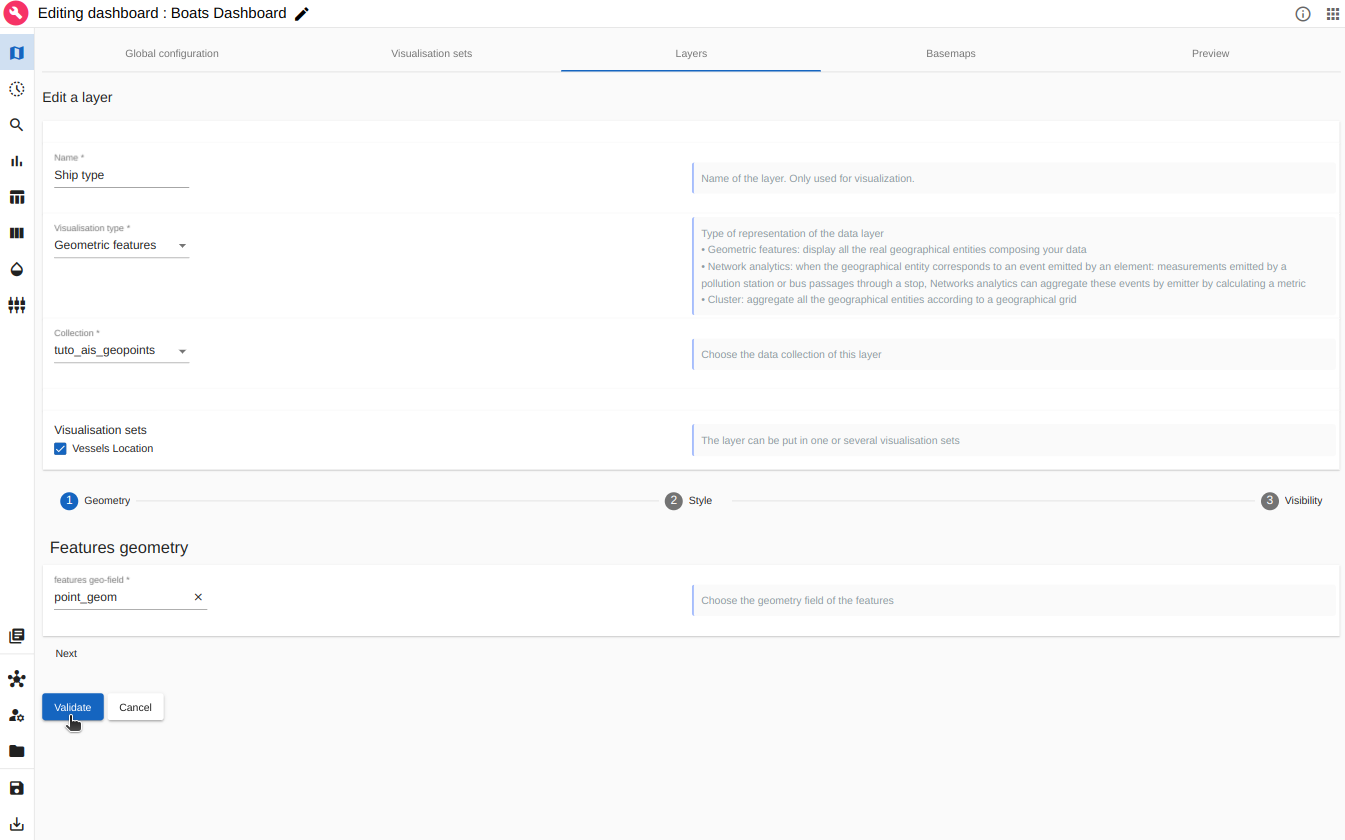 Editing dashboard : Boats Dashboard
Global configuration
Visualisation sets
Layers
Basemaps
Preview
Edit a layer
Name *
Ship type
Name of the layer. Only used for visualization.
Visualisation type *
Geometric features
Type of representation of the data layer
• Geometric features: display all the real geographical entities composing your data
• Network analytics: when the geographical entity corresponds to an event emitted by an element: measurements emitted by a
pollution station or bus passages through a stop, Networks analytics can aggregate these events by emitter by calculating a metric
• Cluster: aggregate all the geographical entities according to a geographical grid
Collection *
tuto_ais_geopoints
Choose the data collection of this layer
Visualisation sets
Vessels Location
The layer can be put in one or several visualisation sets
1 Geometry
2 Style
3 Visibility
Features geometry
features geo-field *
point_geom
Choose the geometry field of the features
Next
Validate
Cancel